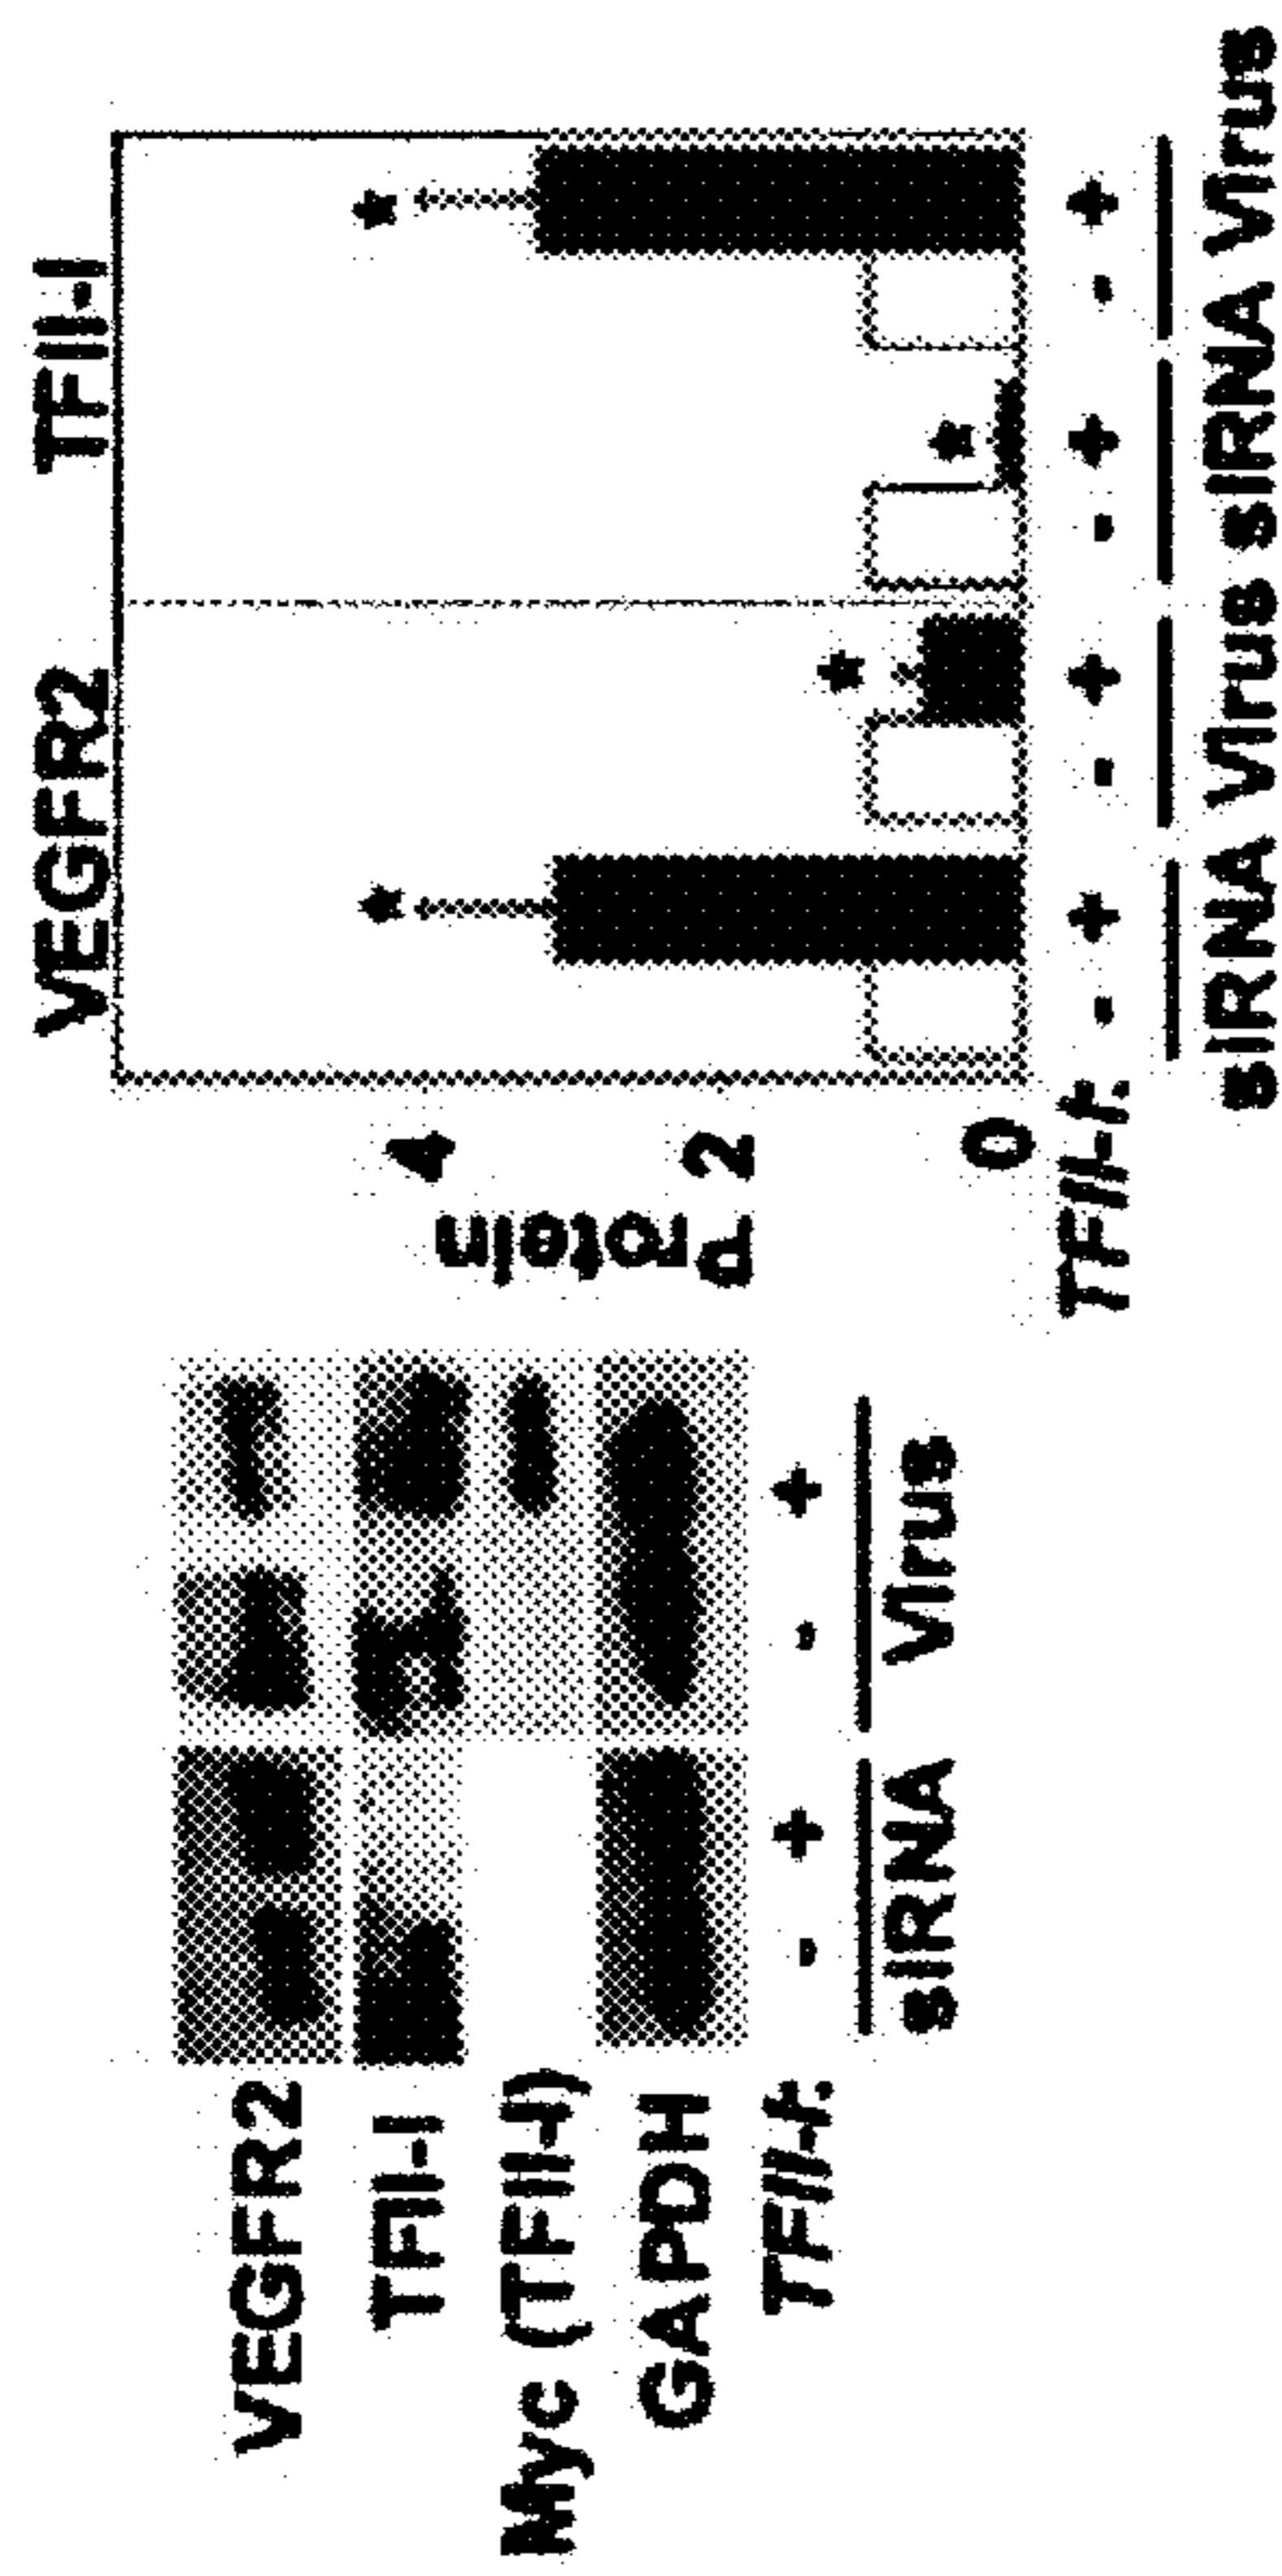 VEGFR2
TFII-I
Myc (TFII-I)
GAPDH
TFII-I:
- + - +
siRNA Virus
VEGFR2 TFII-I
Protein
4
2
0
TFII-I:
- + - + - + - +
siRNA Virus siRNA Virus